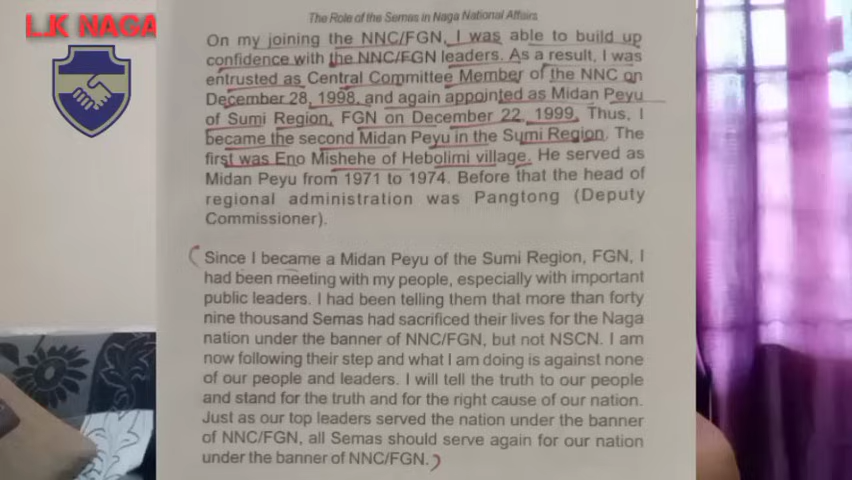 L.K NAGA
The Role of the Semas in Naga National Affairs
On my joining the NNC/FGN, I was able to build up
confidence with the NNC/FGN leaders. As a result, I was
entrusted as Central Committee Member of the NNC on
December 28, 1998, and again appointed as Midan Peyu
of Sumi Region, FGN on December 22, 1999, Thus, I
became the second Midan Peyu in the Sumi Region. The
first was Eno Mishehe of Hebolimi village. He served as
Midan Peyu from 1971 to 1974. Before that the head of
regional administration was Pangtong (Deputy
Commissioner).
Since I became a Midan Peyu of the Sumi Region, FGN, I
had been meeting with my people, especially with important
public leaders. I had been telling them that more than forty
nine thousand Semas had sacrificed their lives for the Naga
nation under the banner of NNC/FGN, but not NSCN. I am
now following their step and what I am doing is against none
of our people and leaders. I will tell the truth to our people
and stand for the truth and for the right cause of our nation.
Just as our top leaders served the nation under the banner
of NNC/FGN, all Semas should serve again for our nation
under the banner of NNC/FGN.